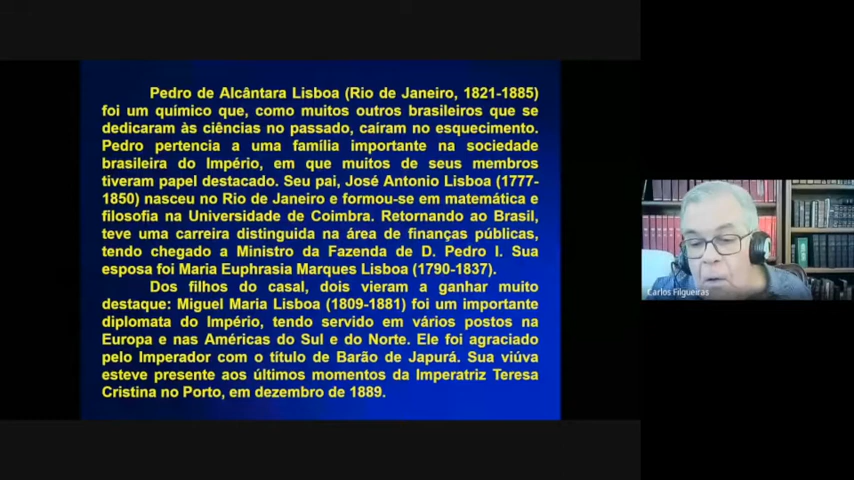 Pedro de Alcântara Lisboa (Rio de Janeiro, 1821-1885)
foi um químico que, como muitos outros brasileiros que se
dedicaram às ciências no passado, caíram no esquecimento.
Pedro pertencia a uma família importante na sociedade
brasileira do Império, em que muitos de seus membros
tiveram papel destacado. Seu pai, José Antonio Lisboa (1777-
1850) nasceu no Rio de Janeiro e formou-se em matemática e
filosofia na Universidade de Coimbra. Retornando ao Brasil,
teve uma carreira distinguida na área de finanças públicas,
tendo chegado a Ministro da Fazenda de D. Pedro I. Sua
esposa foi Maria Euphrasia Marques Lisboa (1790-1837).
Dos filhos do casal, dois vieram a ganhar muito
destaque: Miguel Maria Lisboa (1809-1881) foi um importante
diplomata do Império, tendo servido em vários postos na
Europa e nas Américas do Sul e do Norte. Ele foi agraciado
pelo Imperador com o título de Barão de Japurá. Sua viúva
esteve presente aos últimos momentos da Imperatriz Teresa
Cristina no Porto, em dezembro de 1889.
Carlos Filgueiras